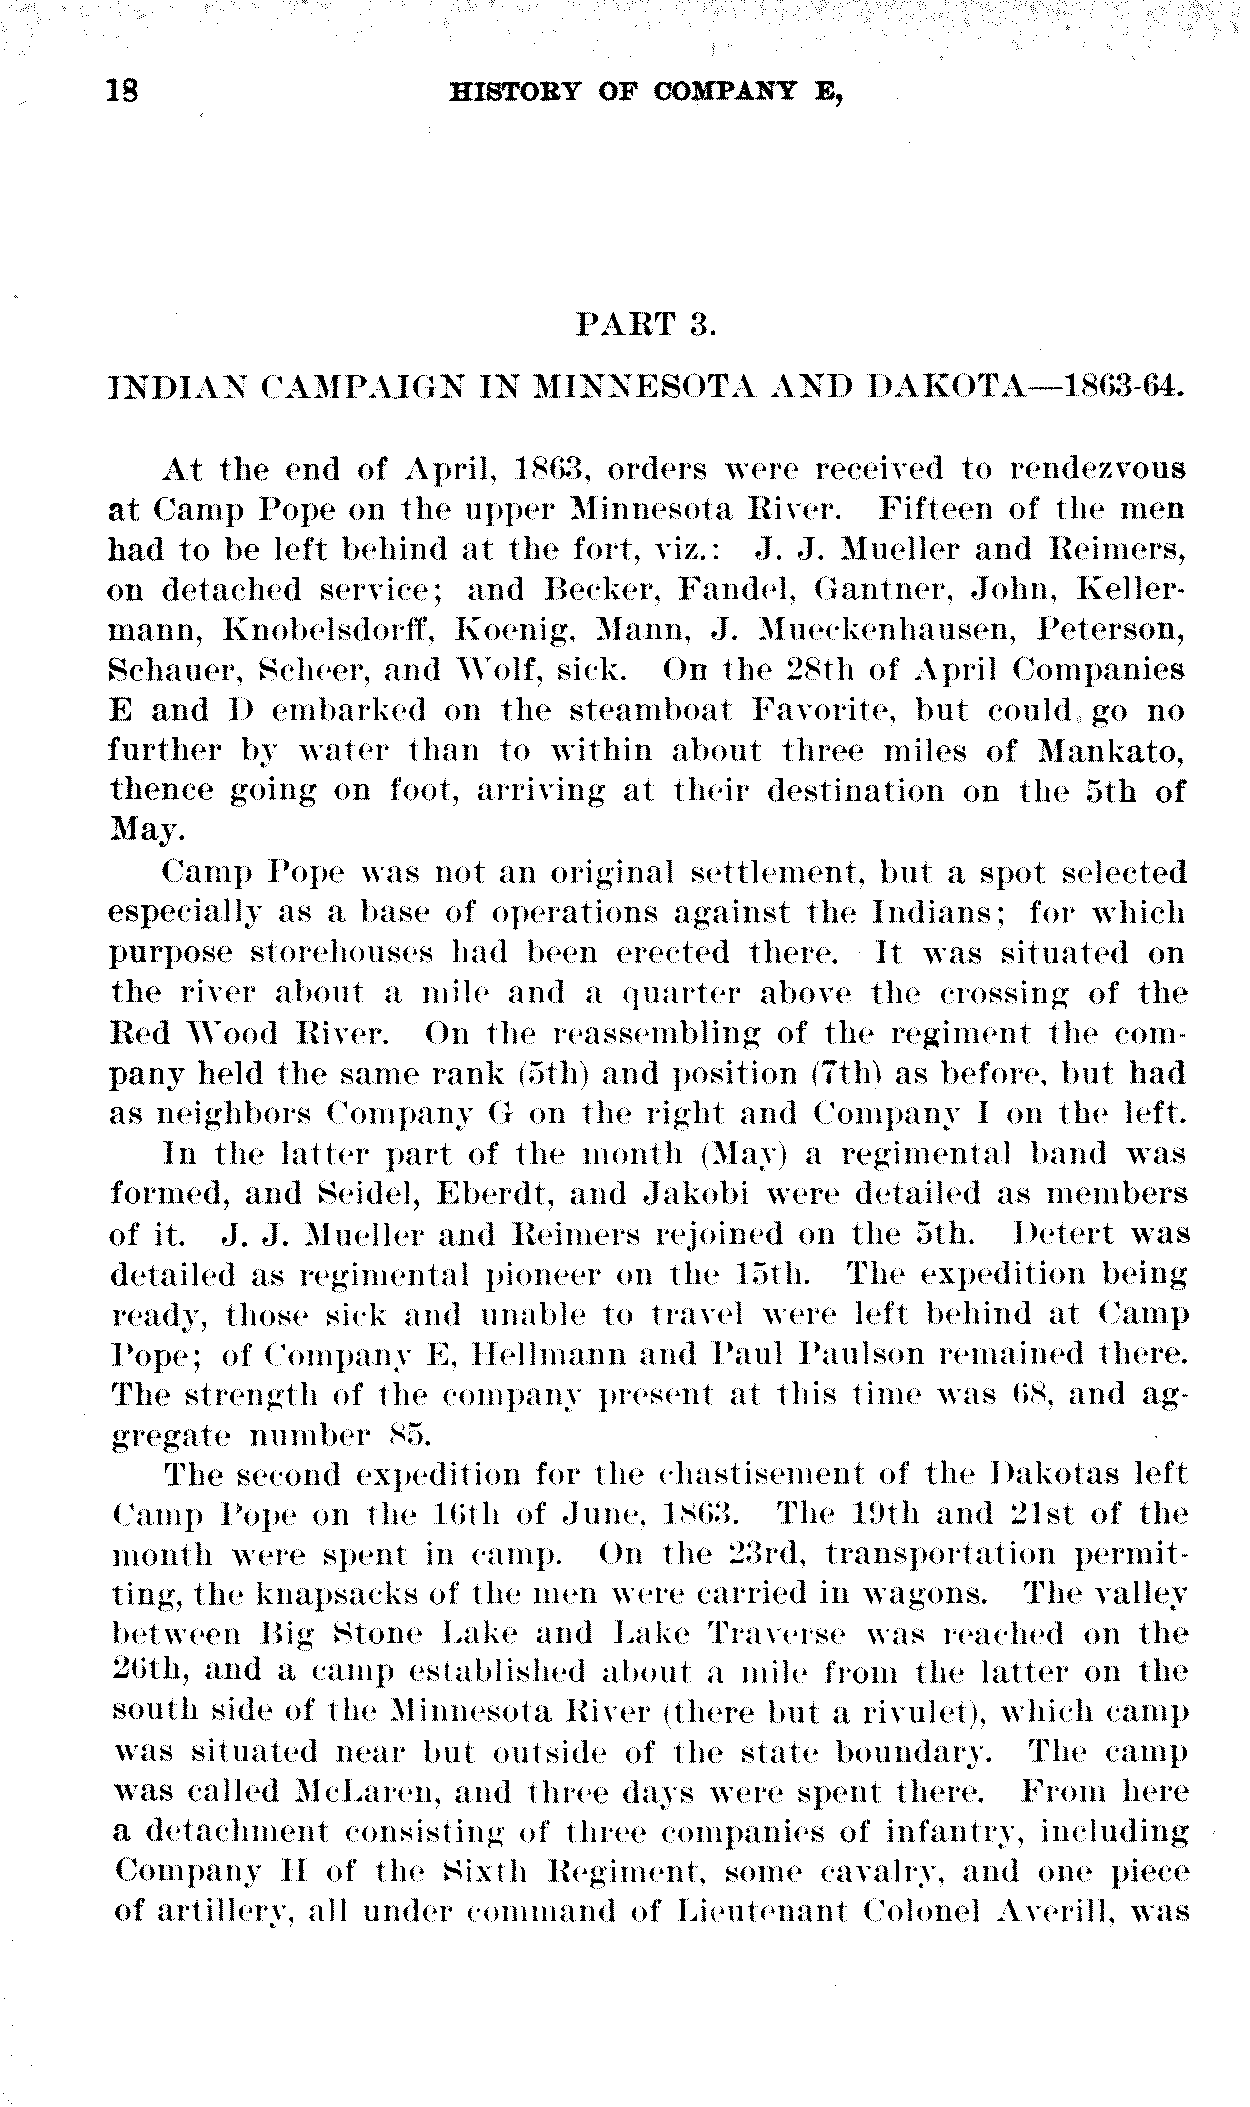 18 HISTORY OF COMPANY E,
PART 3.
INDIAN CAMPAIGN IN MINNESOTA AND DAKOTA—1863-64.
At the end of April, 1863, orders were received to rendezvous
at Camp Pope on the upper Minnesota River. Fifteen of the men
had to be left behind at the fort, viz.: J. J. Mueller and Reimers,
on detached service; and Becker, Fandel, Gantner, John, Keller-
mann, Knobelsdorff, Koenig, Mann, J. Mueckenhausen, Peterson,
Schauer, Scheer, and Wolf, sick. On the 28th of April Companies
E and D embarked on the steamboat Favorite, but could go no
further by water than to within about three miles of Mankato,
thence going on foot, arriving at their destination on the 5th of
May.
Camp Pope was not an original settlement, but a spot selected
especially as a base of operations against the Indians; for which
purpose storehouses had been erected there. It was situated on
the river about a mile and a quarter above the crossing of the
Red Wood River. On the reassembling of the regiment the com-
pany held the same rank (5th) and position (7th) as before, but had
as neighbors Company G on the right and Company I on the left.
In the latter part of the month (May) a regimental band was
formed, and Seidel, Eberdt, and Jakobi were detailed as members
of it. J. J. Mueller and Reimers rejoined on the 5th. Detert was
detailed as regimental pioneer on the 15th. The expedition being
ready, those sick and unable to travel were left behind at Camp
Pope; of Company E, Hellmann and Paul Paulson remained there.
The strength of the company present at this time was 68, and ag-
gregate number 85.
The second expedition for the chastisement of the Dakotas left
Camp Pope on the 16th of June, 1863. The 19th and 21st of the
month were spent in camp. On the 23rd, transportation permit-
ting, the knapsacks of the men were carried in wagons. The valley
between Big Stone Lake and Lake Traverse was reached on the
26th, and a camp established about a mile from the latter on the
south side of the Minnesota River (there but a rivulet), which camp
was situated near but outside of the state boundary. The camp
was called McLaren, and three days were spent there. From here
a detachment consisting of three companies of infantry, including
Company H of the Sixth Regiment, some cavalry, and one piece
of artillery, all under command of Lieutenant Colonel Averill, was